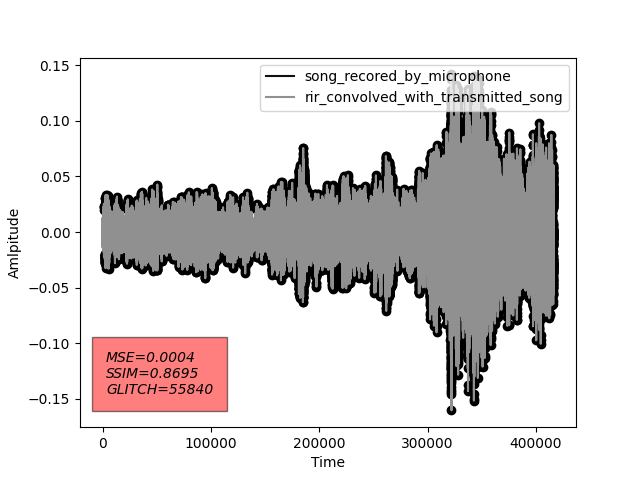 song_recored_by_microphone
rir_convolved_with_transmitted_song
0.15
0.10
0.05
0.00
−0.05
−0.10
−0.15
Amlpitude
MSE=0.0004
SSIM=0.8695
GLITCH=55840
0 100000 200000 300000 400000
Time